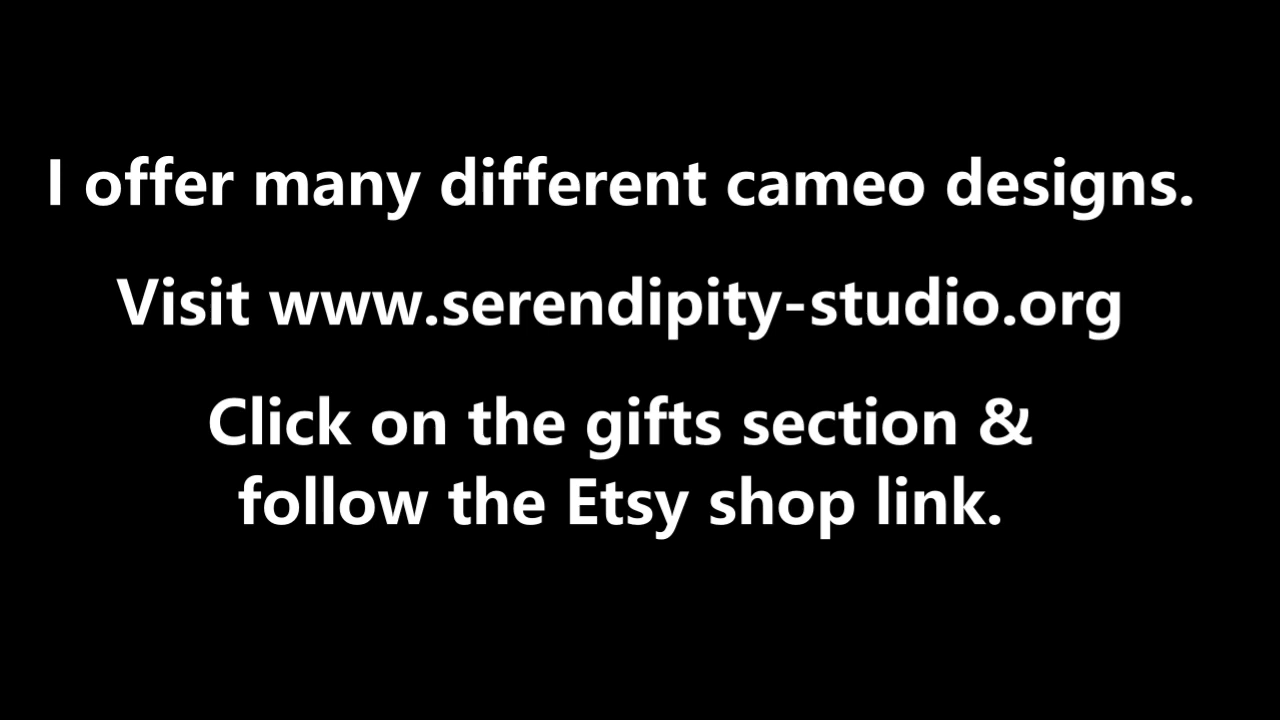 I offer many different cameo designs.
Visit www.serendipity-studio.org
Click on the gifts section &
follow the Etsy shop link.